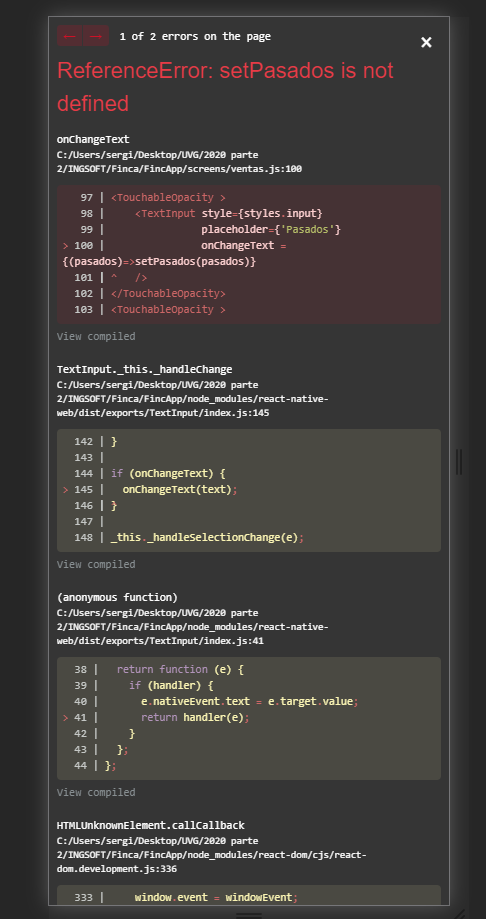 1 of 2 errors on the page
ReferenceError: setPasados is not
defined
onChangeText
C:/Users/sergi/Desktop/UVG/2020 parte
2/INGSOFT/Finca/FincApp/screens/ventas.js:100
97 | <TouchableOpacity >
98 |     <TextInput style={styles.input}
99 |                placeholder={'Pasados'}
> 100 |                onChangeText =
{(pasados)=>setPasados(pasados)}
101 | ^   />
102 | </TouchableOpacity>
103 | <TouchableOpacity >
View compiled
TextInput._this._handleChange
C:/Users/sergi/Desktop/UVG/2020 parte
2/INGSOFT/Finca/FincApp/node_modules/react-native-
web/dist/exports/TextInput/index.js:145
142 | }
143 |
144 | if (onChangeText) {
> 145 |   onChangeText(text);
146 | }
147 |
148 | _this._handleSelectionChange(e);
View compiled
(anonymous function)
C:/Users/sergi/Desktop/UVG/2020 parte
2/INGSOFT/Finca/FincApp/node_modules/react-native-
web/dist/exports/TextInput/index.js:41
38 |   return function (e) {
39 |     if (handler) {
40 |       e.nativeEvent.text = e.target.value;
> 41 |       return handler(e);
42 |     }
43 |   };
44 | };
View compiled
HTMLUnknownElement.callCallback
C:/Users/sergi/Desktop/UVG/2020 parte
2/INGSOFT/Finca/FincApp/node_modules/react-dom/cjs/react-
dom.development.js:336
333 |     window.event = windowEvent;